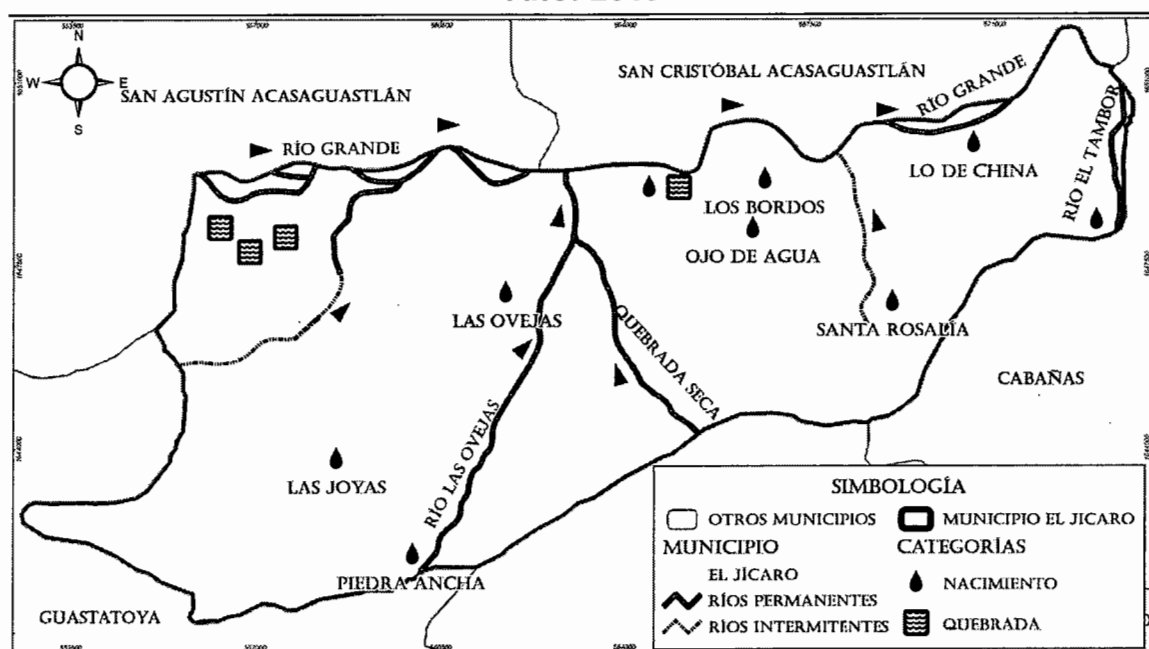 N
W E
S
SAN AGUSTÍN ACASAGUASTLÁN
SAN CRISTÓBAL ACASAGUASTLÁN
RÍO GRANDE
RÍO GRANDE
RÍO EL TAMBOR
LO DE CHINA
LOS BORDOS
OJO DE AGUA
LAS OVEJAS
QUEBRADA SECA
SANTA ROSALÍA
CABAÑAS
RÍO LAS OVEJAS
LAS JOYAS
PIEDRA ANCHA
GUASTATOYA
SIMBOLOGÍA
OTROS MUNICIPIOS
MUNICIPIO EL JICARO
MUNICIPIO
CATEGORÍAS
EL JÍCARO
NACIMIENTO
RÍOS PERMANENTES
RÍOS INTERMITENTES
QUEBRADA